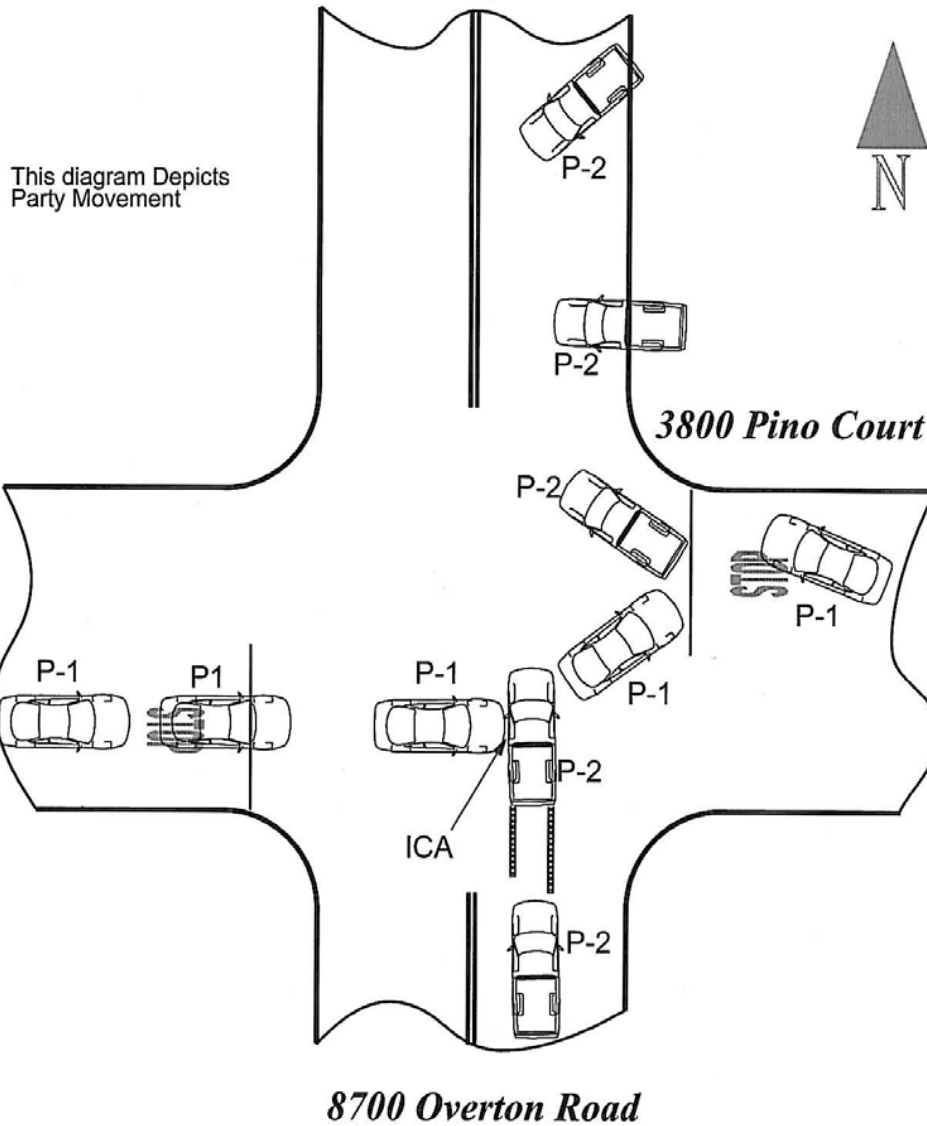 This diagram Depicts
Party Movement
P-2
N
P-2
3800 Pino Court
P-2
STOP
P-1
P-1
P1
P-1
P-1
STOP
P-2
ICA
P-2
8700 Overton Road